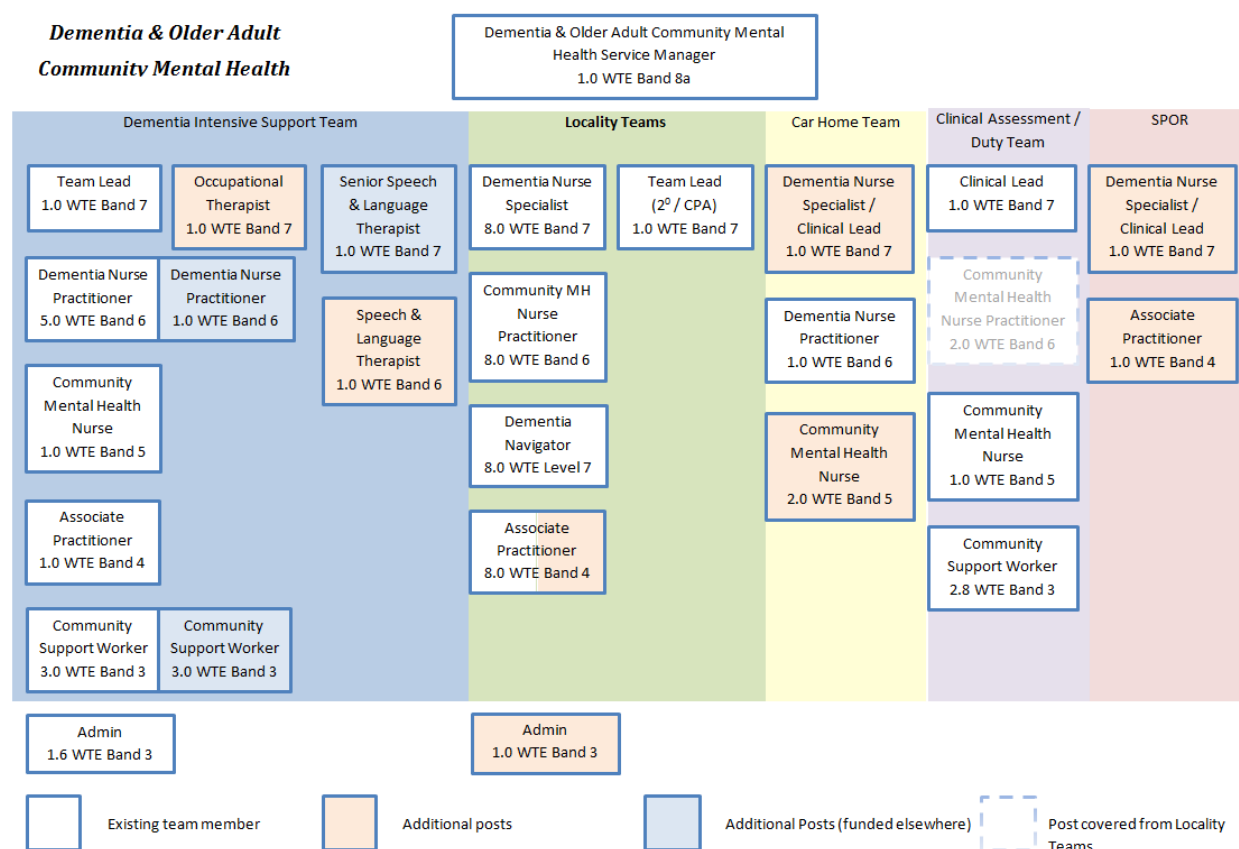 Dementia & Older Adult
Community Mental Health
Dementia & Older Adult Community Mental
Health Service Manager
1.0 WTE Band 8a
Dementia Intensive Support Team
Team Lead
1.0 WTE Band 7
Occupational
Therapist
1.0 WTE Band 7
Senior Speech
& Language
Therapist
1.0 WTE Band 7
Dementia Nurse
Practitioner
5.0 WTE Band 6
Dementia Nurse
Practitioner
1.0 WTE Band 6
Speech &
Language
Therapist
1.0 WTE Band 6
Community
Mental Health
Nurse
1.0 WTE Band 5
Associate
Practitioner
1.0 WTE Band 4
Community
Support Worker
3.0 WTE Band 3
Community
Support Worker
3.0 WTE Band 3
Locality Teams
Dementia Nurse
Specialist
8.0 WTE Band 7
Team Lead
(2⁰ / CPA)
1.0 WTE Band 7
Community MH
Nurse
Practitioner
8.0 WTE Band 6
Dementia
Navigator
8.0 WTE Level 7
Associate
Practitioner
8.0 WTE Band 4
Car Home Team
Dementia Nurse
Specialist /
Clinical Lead
1.0 WTE Band 7
Dementia Nurse
Practitioner
1.0 WTE Band 6
Community
Mental Health
Nurse
2.0 WTE Band 5
Clinical Assessment /
Duty Team
Clinical Lead
1.0 WTE Band 7
Community
Mental Health
Nurse Practitioner
2.0 WTE Band 6
Community
Mental Health
Nurse
1.0 WTE Band 5
Community
Support Worker
2.8 WTE Band 3
SPOR
Dementia Nurse
Specialist /
Clinical Lead
1.0 WTE Band 7
Associate
Practitioner
1.0 WTE Band 4
Admin
1.6 WTE Band 3
Admin
1.0 WTE Band 3
Existing team member
Additional posts
Additional Posts (funded elsewhere)
Post covered from Locality
Teams